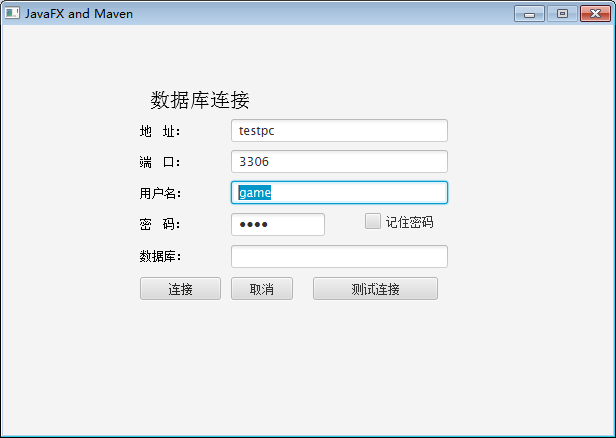 JavaFX and Maven
数据库连接
地 址: testpc
端 口: 3306
用户名: game
密 码: ●●●● 记住密码
数据库:
连接 取消 测试连接